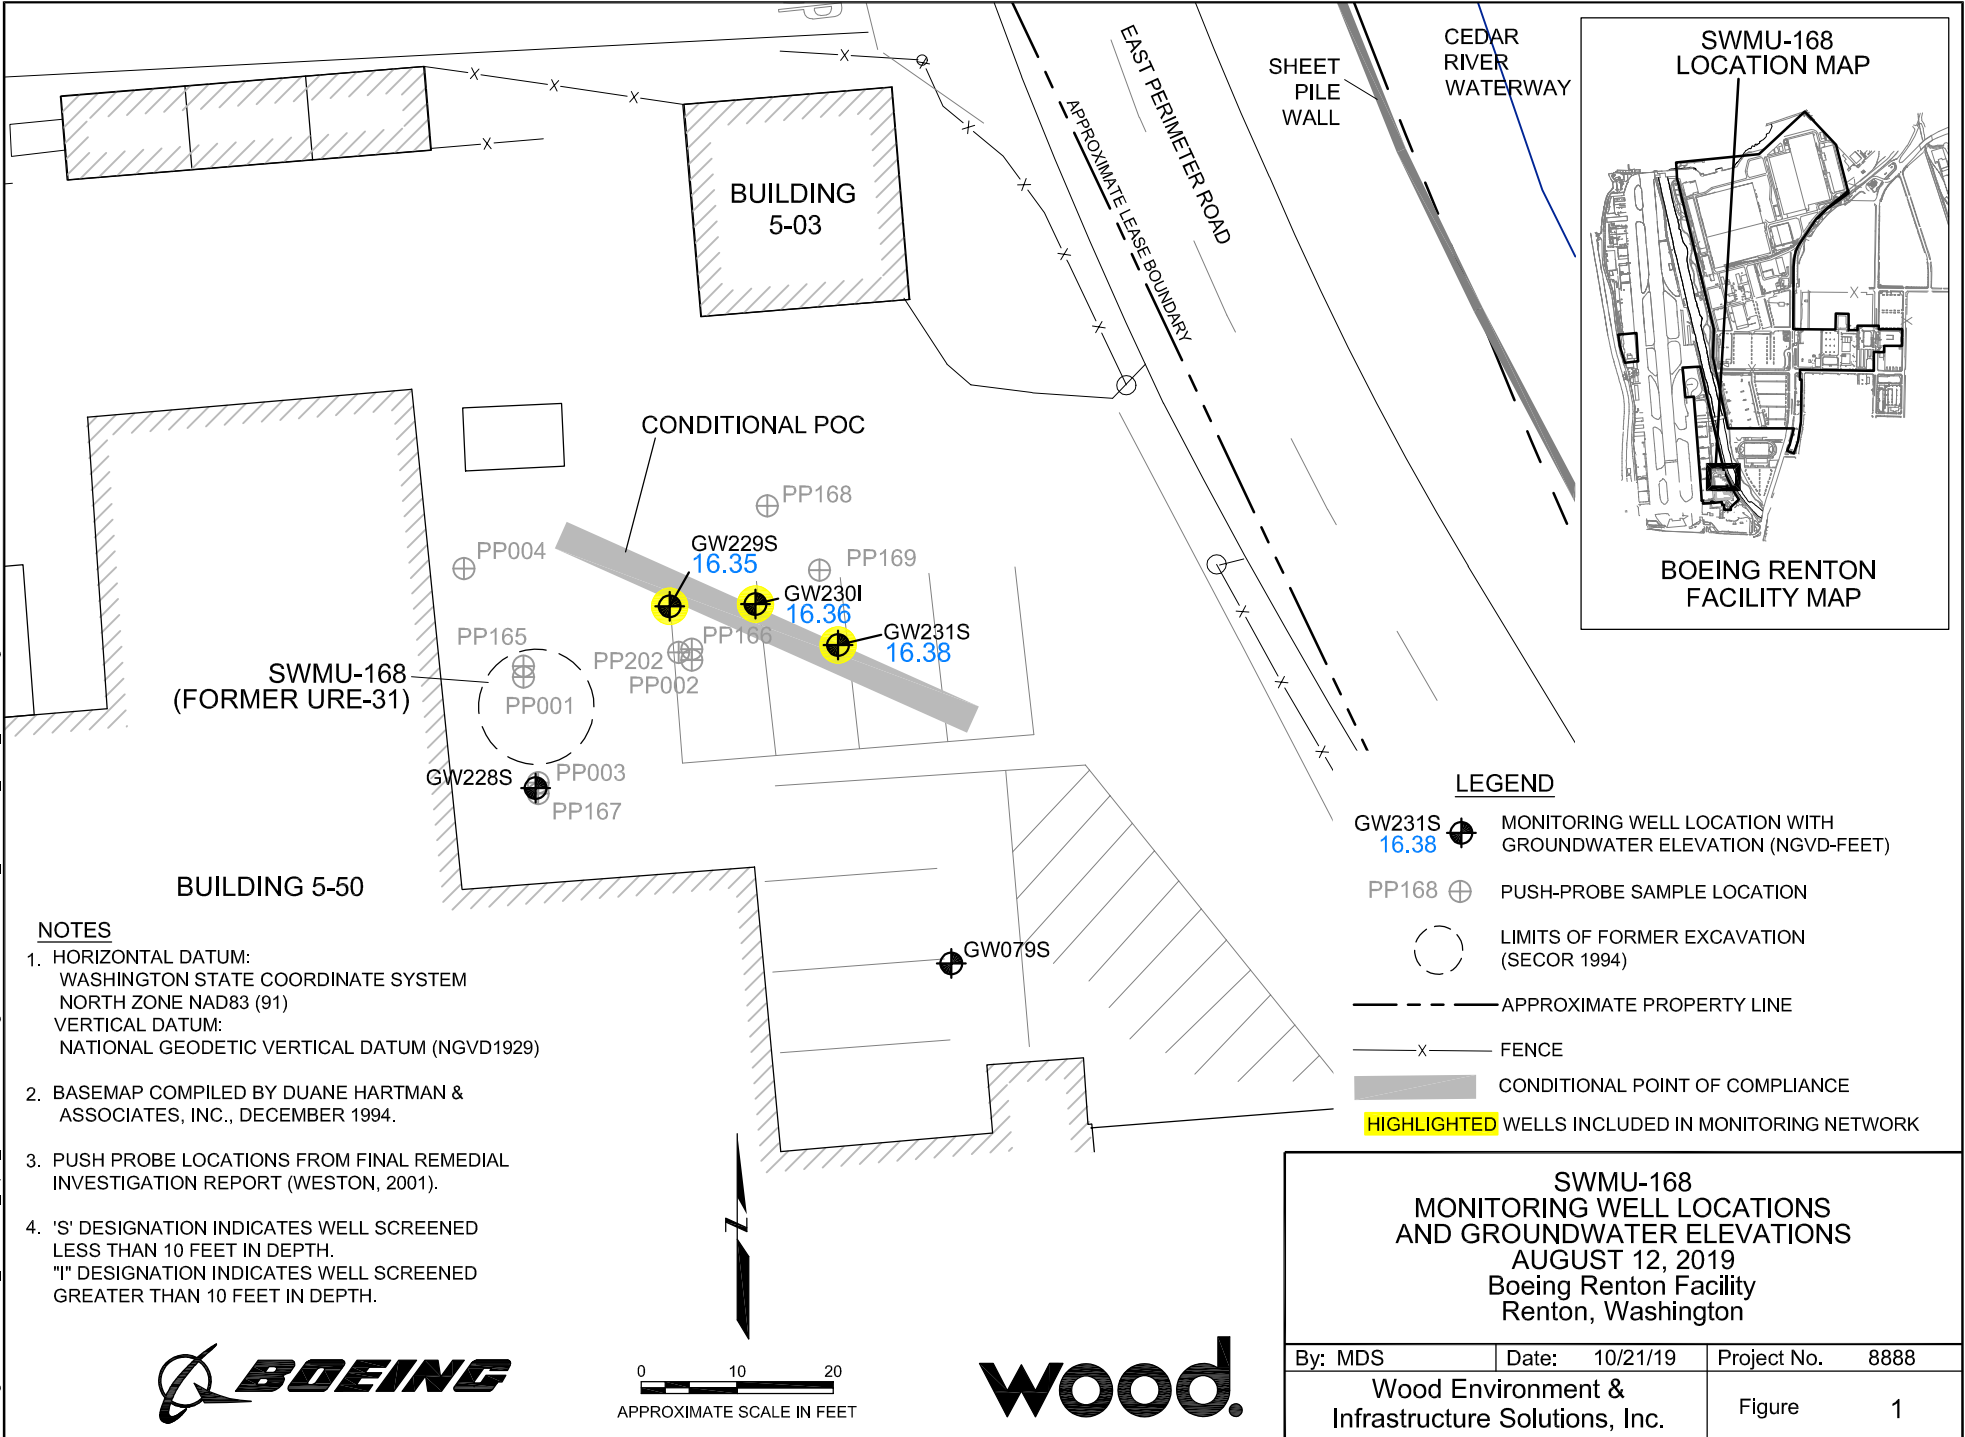 EAST PERIMETER ROAD
APPROXIMATE LEASE BOUNDARY
SHEET
PILE
WALL
CEDAR
RIVER
WATERWAY
SWMU-168
LOCATION MAP
BOEING RENTON
FACILITY MAP
BUILDING
5-03
CONDITIONAL POC
PP168
PP004
GW229S
16.35
PP169
GW230I
16.36
GW231S
16.38
PP165
PP166
PP202
PP002
SWMU-168
(FORMER URE-31)
PP001
GW228S
PP003
PP167
BUILDING 5-50
GW079S
LEGEND
GW231S
16.38
MONITORING WELL LOCATION WITH
GROUNDWATER ELEVATION (NGVD-FEET)
PP168
PUSH-PROBE SAMPLE LOCATION
LIMITS OF FORMER EXCAVATION
(SECOR 1994)
APPROXIMATE PROPERTY LINE
X
FENCE
CONDITIONAL POINT OF COMPLIANCE
HIGHLIGHTED WELLS INCLUDED IN MONITORING NETWORK
NOTES
1. HORIZONTAL DATUM:
WASHINGTON STATE COORDINATE SYSTEM
NORTH ZONE NAD83 (91)
VERTICAL DATUM:
NATIONAL GEODETIC VERTICAL DATUM (NGVD1929)
2. BASEMAP COMPILED BY DUANE HARTMAN &
ASSOCIATES, INC., DECEMBER 1994.
3. PUSH PROBE LOCATIONS FROM FINAL REMEDIAL
INVESTIGATION REPORT (WESTON, 2001).
4. 'S' DESIGNATION INDICATES WELL SCREENED
LESS THAN 10 FEET IN DEPTH.
"I" DESIGNATION INDICATES WELL SCREENED
GREATER THAN 10 FEET IN DEPTH.
N
BOEING
0 10 20
APPROXIMATE SCALE IN FEET
wood.
SWMU-168
MONITORING WELL LOCATIONS
AND GROUNDWATER ELEVATIONS
AUGUST 12, 2019
Boeing Renton Facility
Renton, Washington
By: MDS
Date: 10/21/19
Project No. 8888
Wood Environment &
Infrastructure Solutions, Inc.
Figure 1